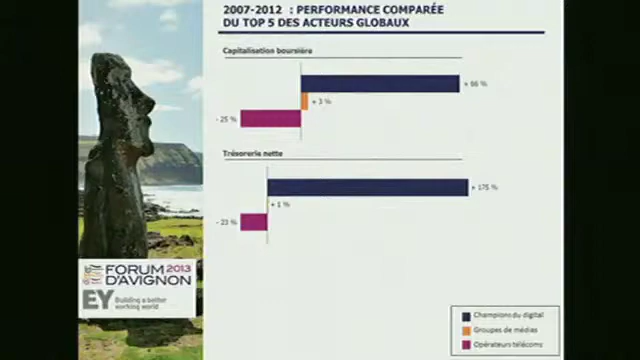 2007-2012 : PERFORMANCE COMPARÉE
DU TOP 5 DES ACTEURS GLOBAUX
Capitalisation boursière
+ 66 %
+ 3 %
- 25 %
Trésorerie nette
+ 175 %
+ 1 %
- 23 %
FORUM 2013
D'AVIGNON
EY Building a better
working world
Champions du digital
Groupes de médias
Opérateurs télécoms